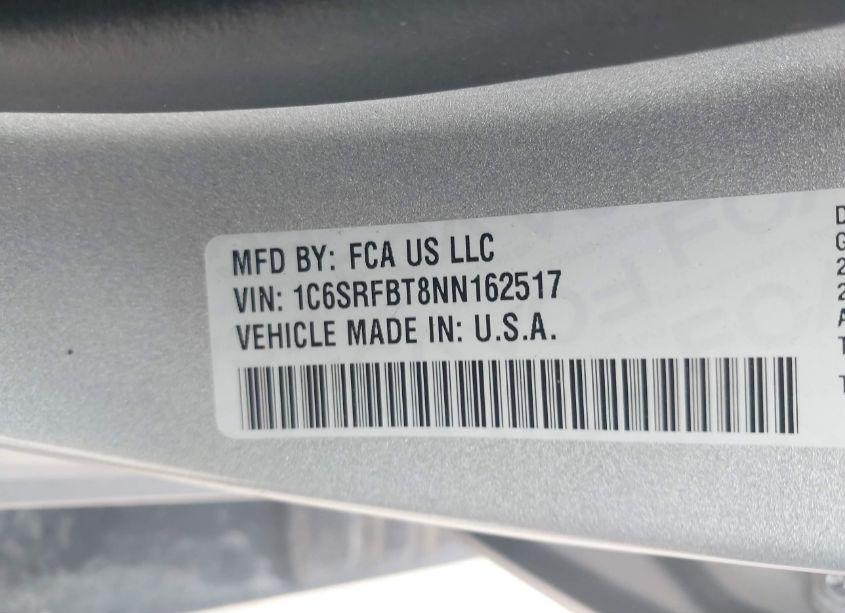 MFD BY: FCA US LLC
VIN: 1C6SRFBT8NN162517
VEHICLE MADE IN: U.S.A.